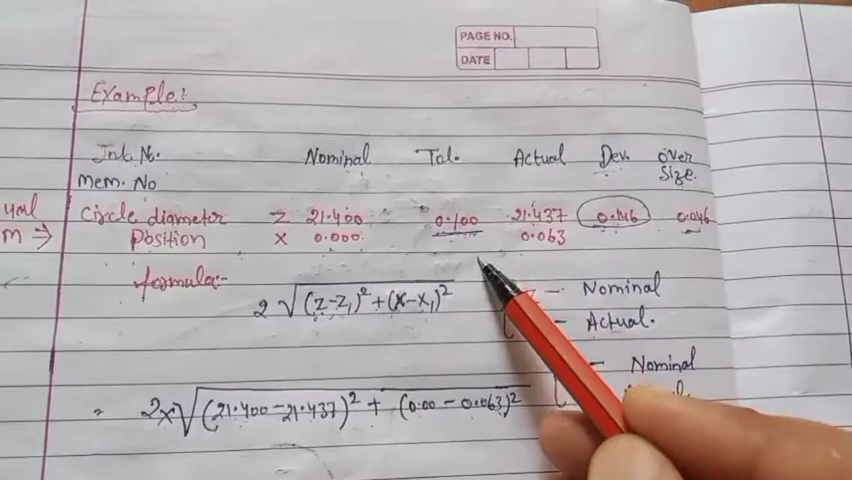 PAGE NO.
DATE
Example:
Job. No. Nominal Tol. Actual Dev. over size.
mem. No
Circle diameter Z 21.400 0.100 21.437 0.146 0.046
Position X 0.000 0.063
m →
formula:-
2√(Z-Z₁)²+(X-X₁)² Z - Nominal
- Actual.
- Nominal
= 2×√(21.400-21.437)²+(0.00-0.063)²